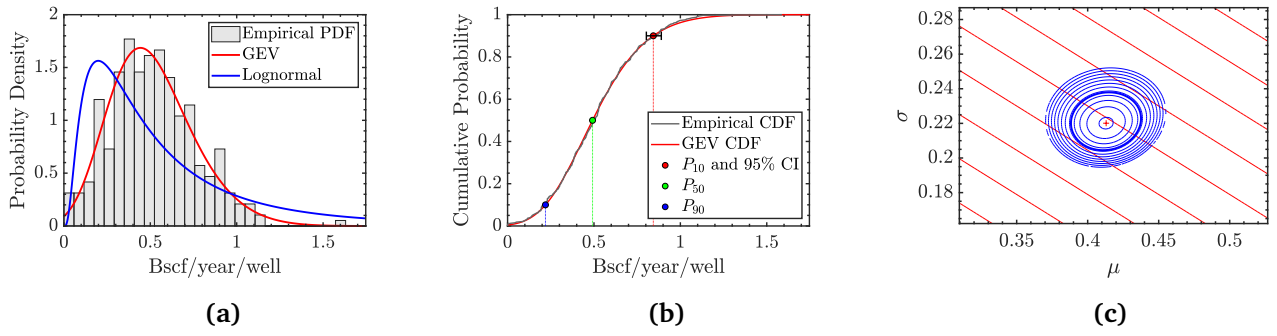 Probability Density
2
1.5
1
0.5
0
0
0.5
1
1.5
Bscf/year/well
Empirical PDF
GEV
Lognormal
(a)
Cumulative Probability
1
0.8
0.6
0.4
0.2
0
0
0.5
1
1.5
Bscf/year/well
Empirical CDF
GEV CDF
P10 and 95% CI
P50
P90
(b)
σ
0.28
0.26
0.24
0.22
0.2
0.18
0.35
0.4
0.45
0.5
μ
(c)